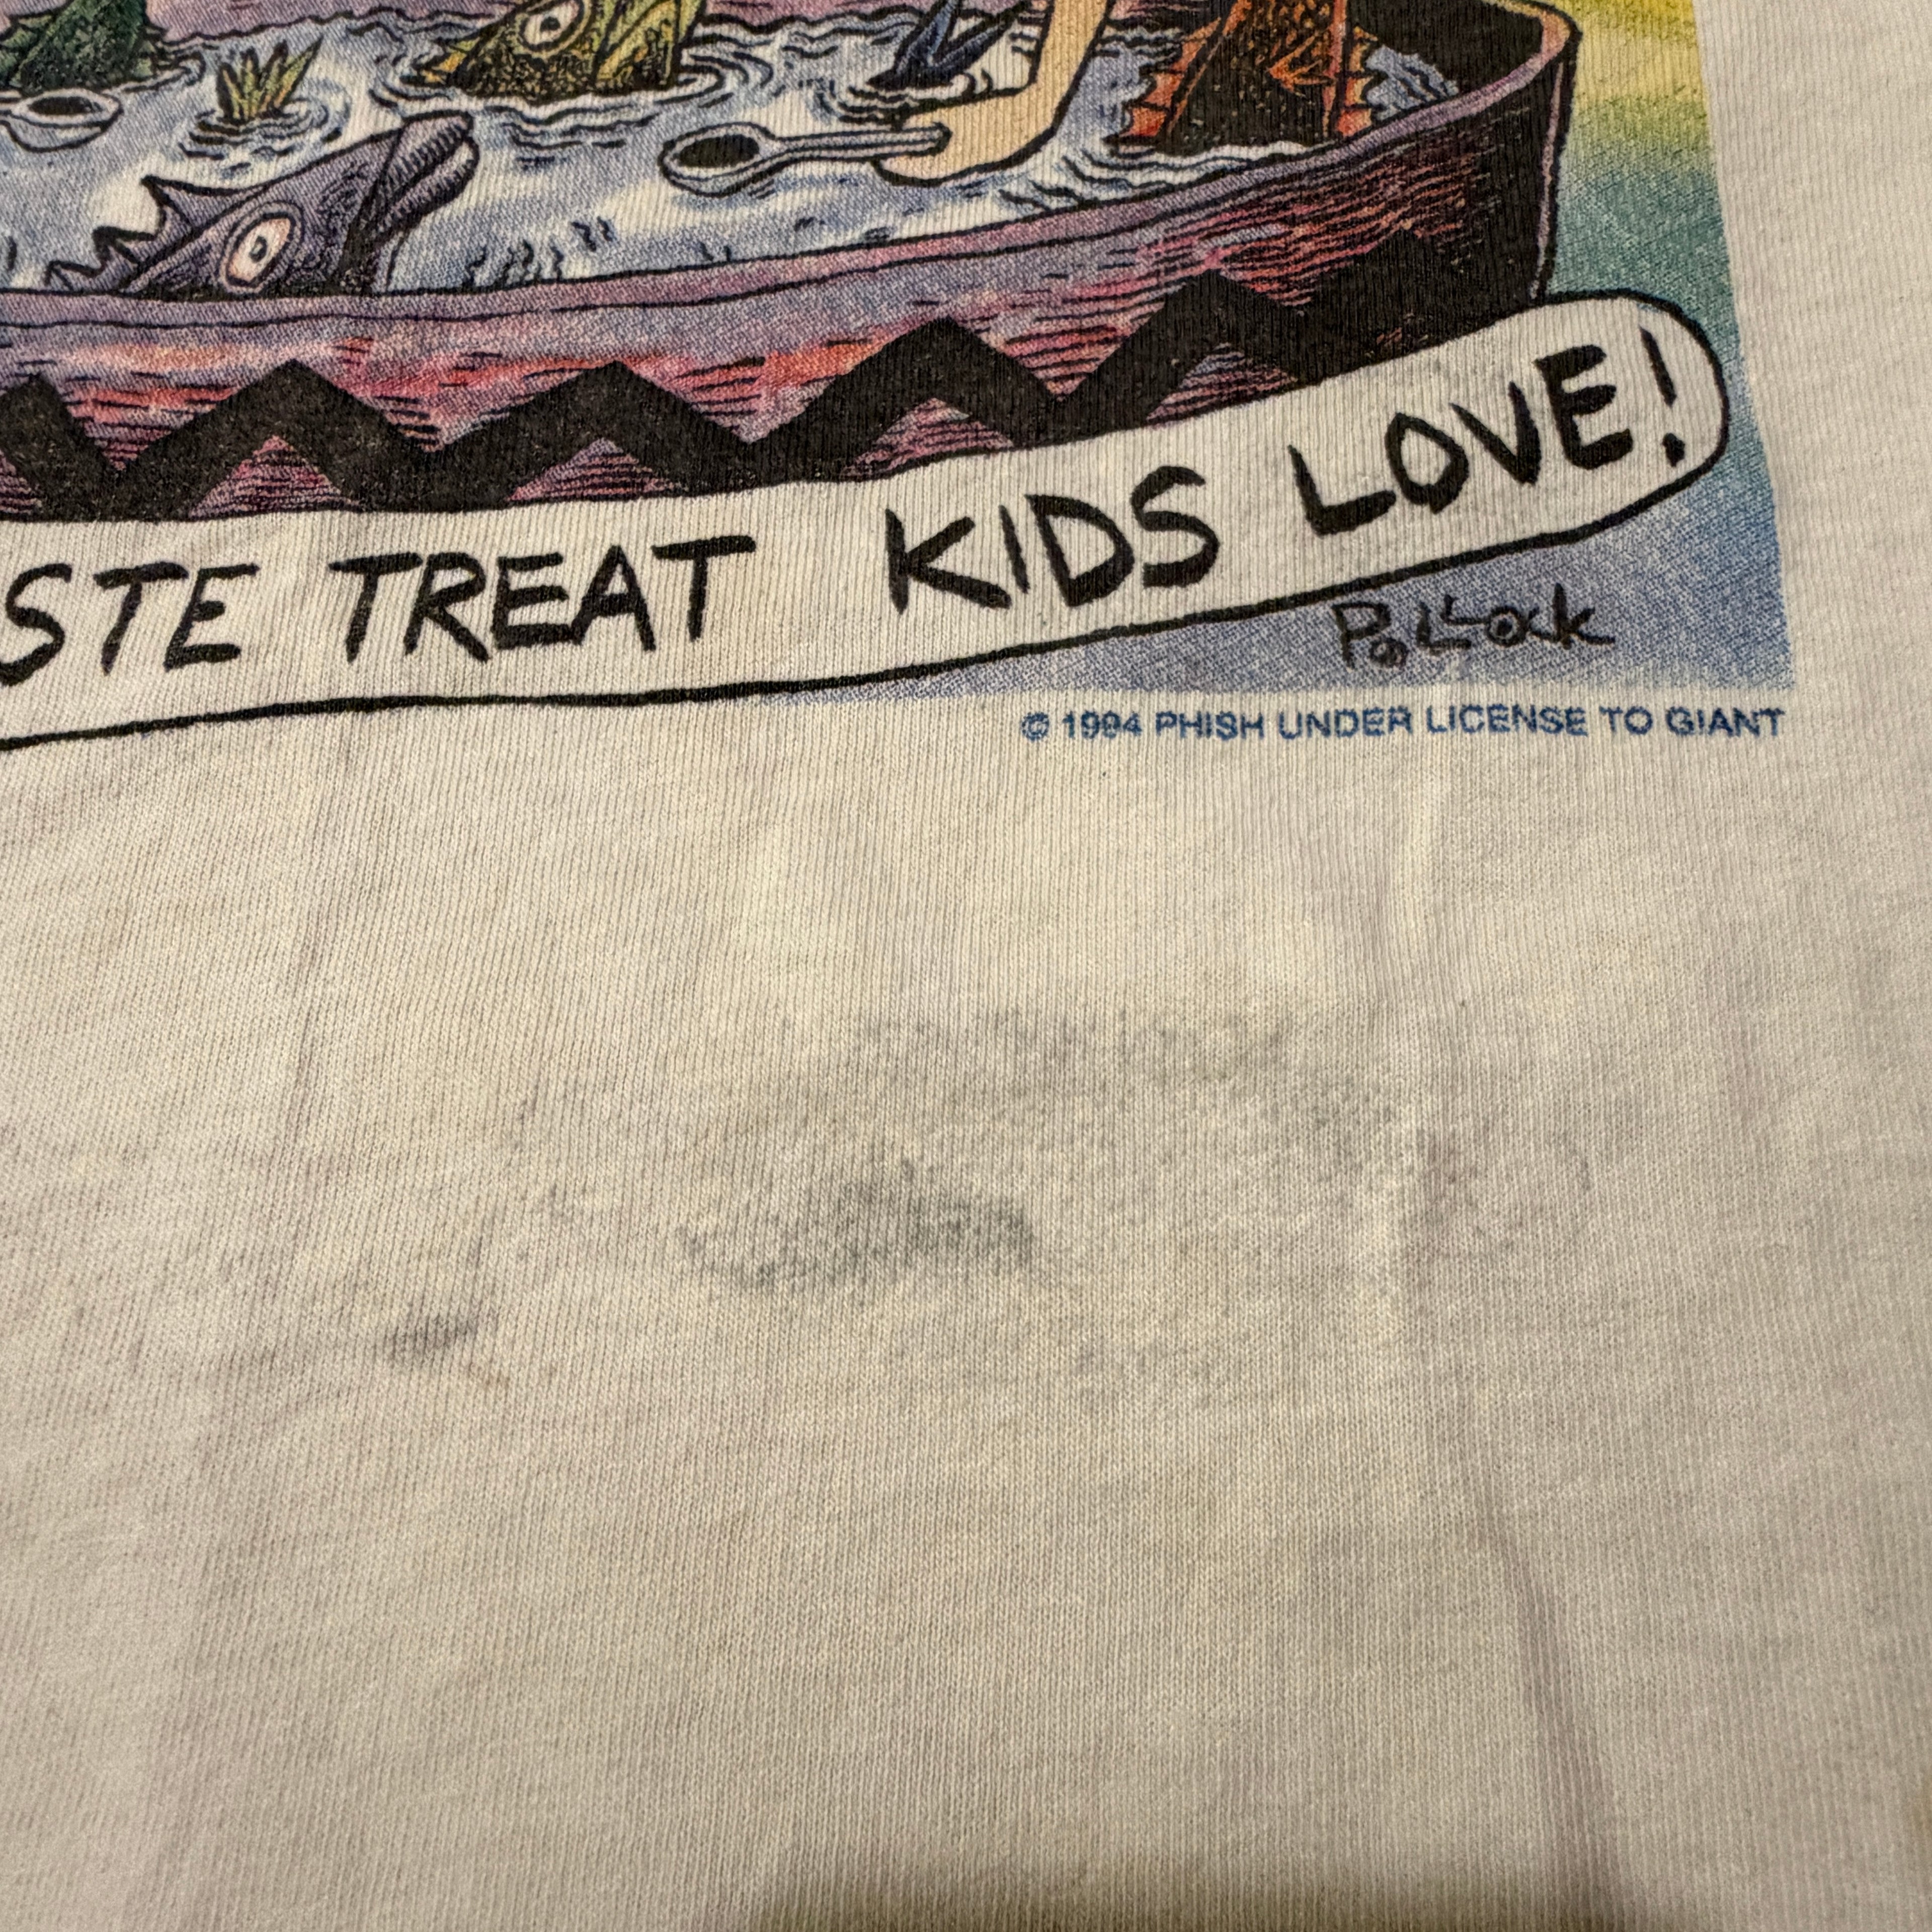 STE TREAT KIDS LOVE!
Pollock
© 1994 PHISH UNDER LICENSE TO GIANT